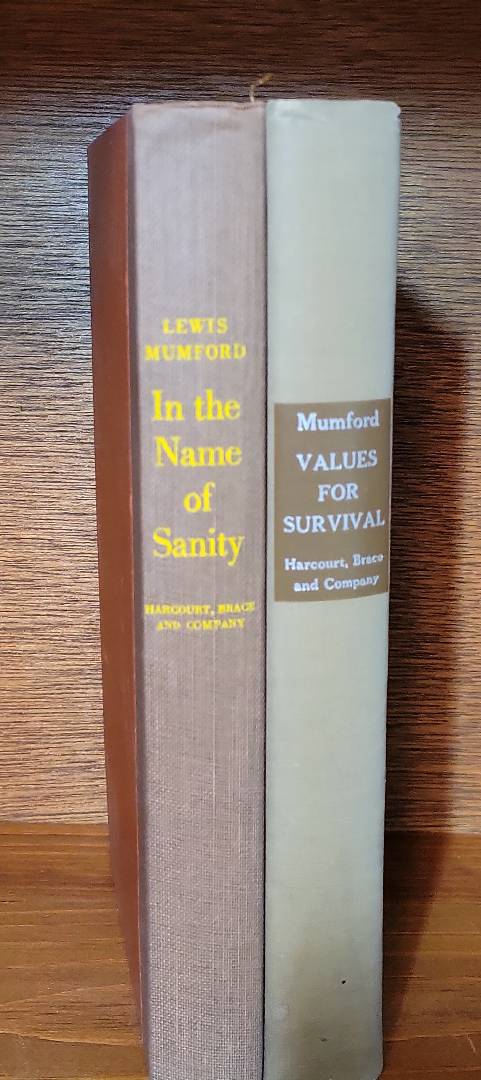 LEWIS
MUMFORD
In the
Name
of
Sanity
HARCOURT, BRACE
AND COMPANY
Mumford
VALUES
FOR
SURVIVAL
Harcourt, Brace
and Company